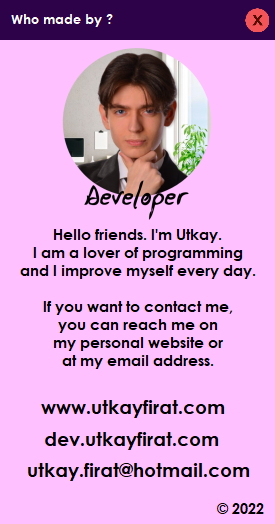 Who made by ?
X
Developer
Hello friends. I'm Utkay.
I am a lover of programming
and I improve myself every day.
If you want to contact me,
you can reach me on
my personal website or
at my email address.
www.utkayfirat.com
dev.utkayfirat.com
utkay.firat@hotmail.com
© 2022